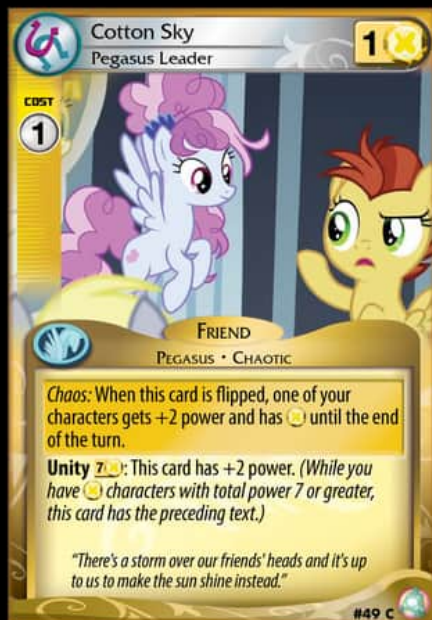 Cotton Sky
Pegasus Leader
1
COST
1
FRIEND
PEGASUS • CHAOTIC
Chaos: When this card is flipped, one of your
characters gets +2 power and has until the end
of the turn.
Unity 7: This card has +2 power. (While you
have characters with total power 7 or greater,
this card has the preceding text.)
"There's a storm over our friends' heads and it's up
to us to make the sun shine instead."
#49 C